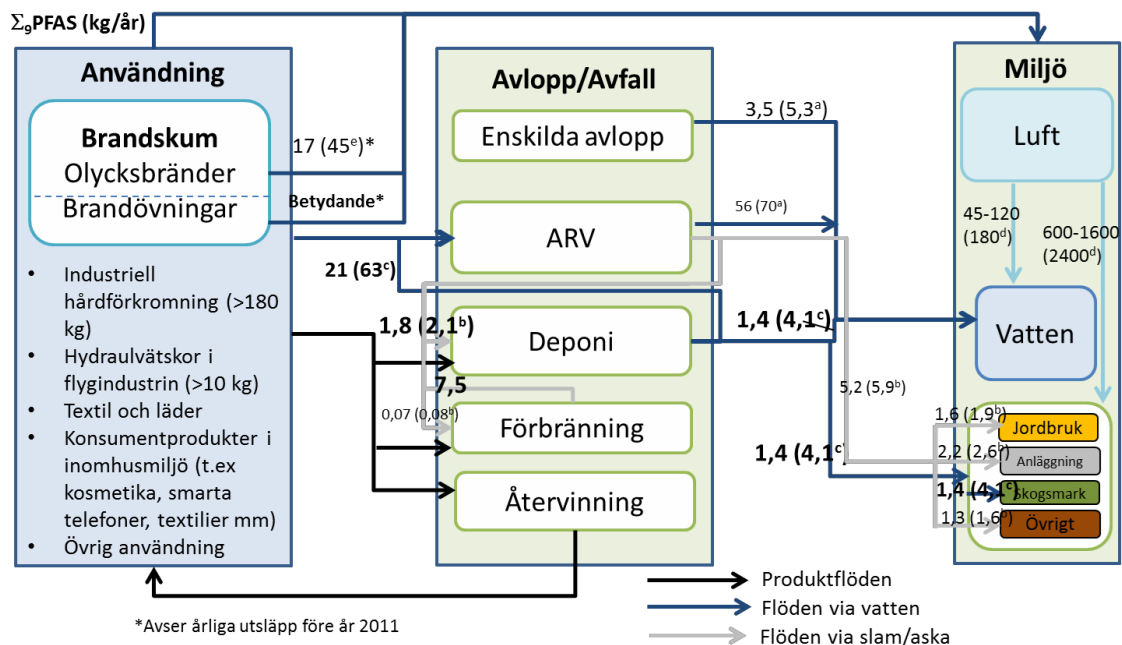 Σ₉PFAS (kg/år)
Användning
Brandskum
Olycksbränder
Brandövningar
17 (45ᵉ)*
Betydande*
• Industriell
hårdförkromning (>180
kg)
• Hydraulvätskor i
flygindustrin (>10 kg)
• Textil och läder
• Konsumentprodukter i
inomhusmiljö (t.ex
kosmetika, smarta
telefoner, textilier mm)
• Övrig användning
21 (63ᶜ)
1,8 (2,1ᵇ)
7,5
0,07 (0,08ᵇ)
Avlopp/Avfall
Enskilda avlopp
ARV
Deponi
Förbränning
Återvinning
3,5 (5,3ᵃ)
56 (70ᵃ)
1,4 (4,1ᶜ)
5,2 (5,9ᵇ)
1,4 (4,1ᶜ)
Miljö
Luft
45-120
(180ᵈ)
600-1600
(2400ᵈ)
Vatten
1,6 (1,9ᵇ)
Jordbruk
2,2 (2,6ᵇ)
Anläggning
1,4 (4,1ᶜ)
Skogsmark
1,3 (1,6ᵇ)
Övrigt
Produktflöden
Flöden via vatten
Flöden via slam/aska
*Avser årliga utsläpp före år 2011